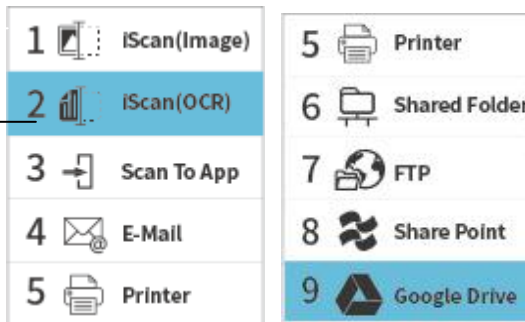 1 iScan(Image)
2 iScan(OCR)
3 Scan To App
4 E-Mail
5 Printer
5 Printer
6 Shared Folder
7 FTP
8 Share Point
9 Google Drive